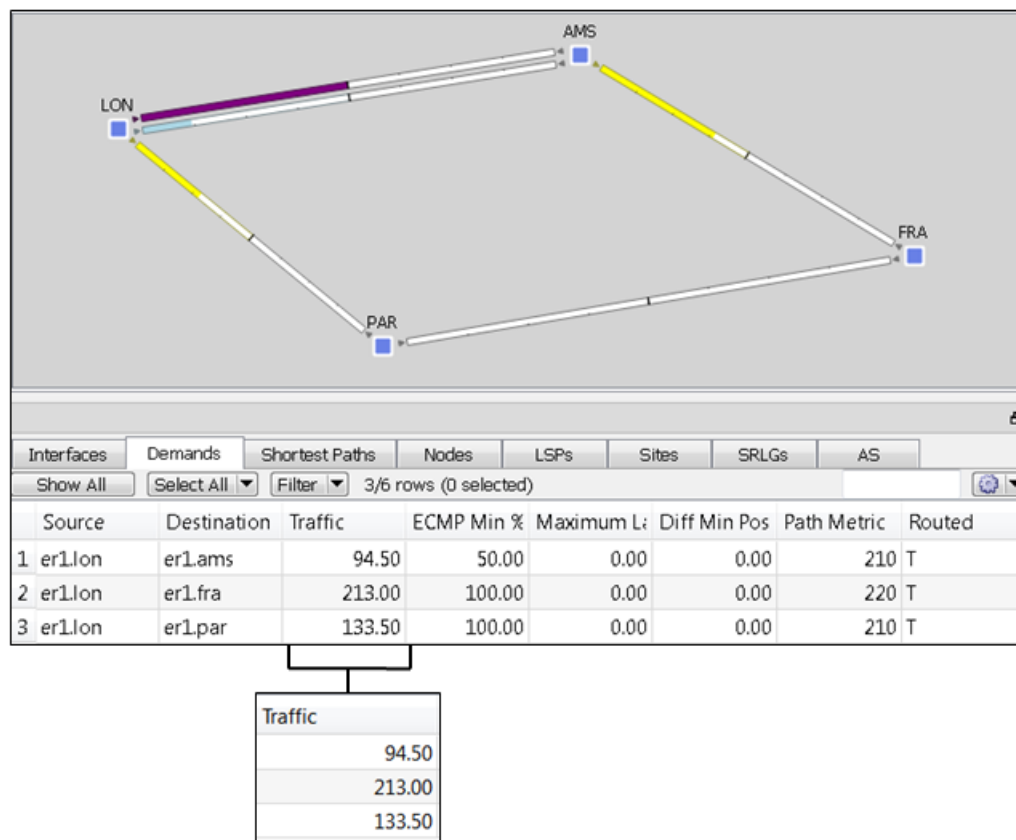 AMS
LON
FRA
PAR
Interfaces Demands Shortest Paths Nodes LSPs Sites SRLGs AS
Show All Select All Filter 3/6 rows (0 selected)
Source Destination Traffic ECMP Min % Maximum La Diff Min Pos Path Metric Routed
1 er1.lon er1.ams 94.50 50.00 0.00 0.00 210 T
2 er1.lon er1.fra 213.00 100.00 0.00 0.00 220 T
3 er1.lon er1.par 133.50 100.00 0.00 0.00 210 T
Traffic
94.50
213.00
133.50